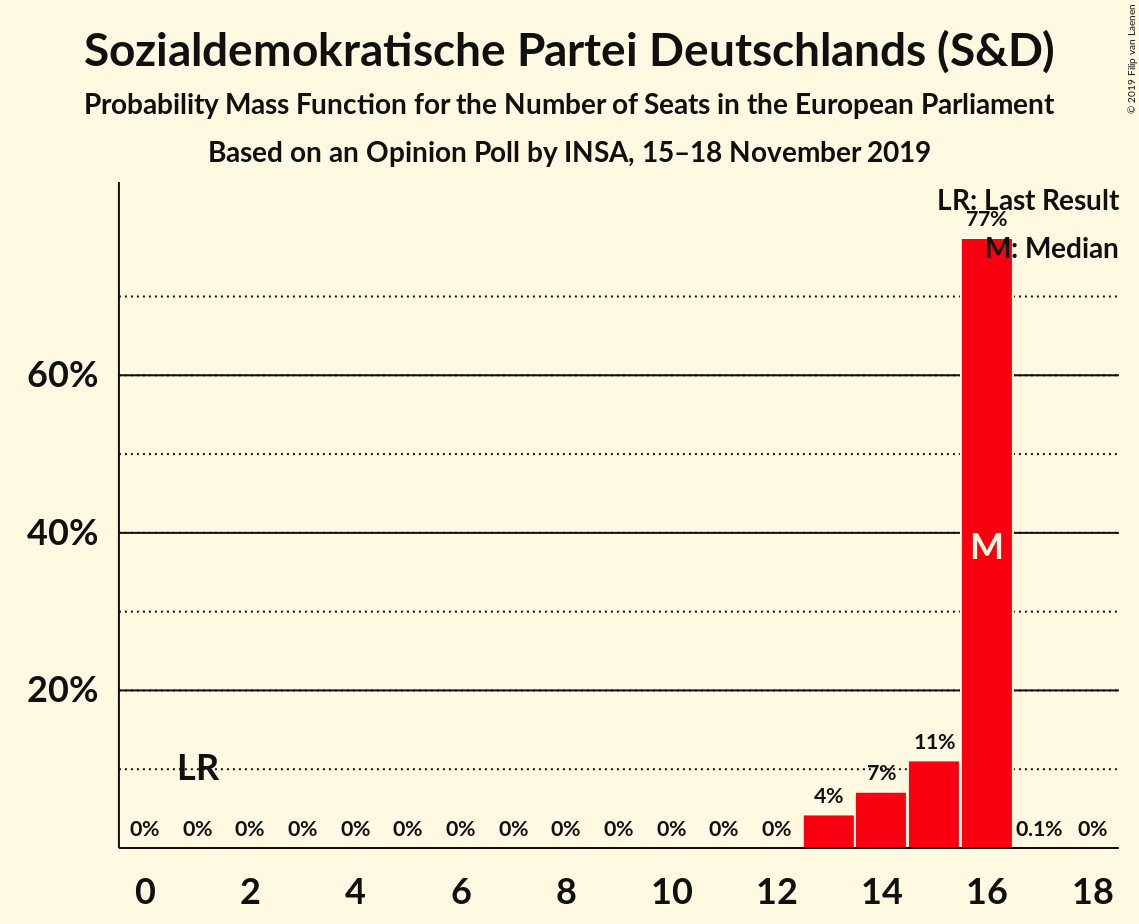 © 2019 Filip van Laenen
Sozialdemokratische Partei Deutschlands (S&D)
Probability Mass Function for the Number of Seats in the European Parliament
Based on an Opinion Poll by INSA, 15–18 November 2019
LR: Last Result
77%
M: Median
60%
40%
M
20%
11%
LR
7%
4%
0% 0% 0% 0% 0% 0% 0% 0% 0% 0% 0% 0% 0% 0.1% 0%
0 2 4 6 8 10 12 14 16 18